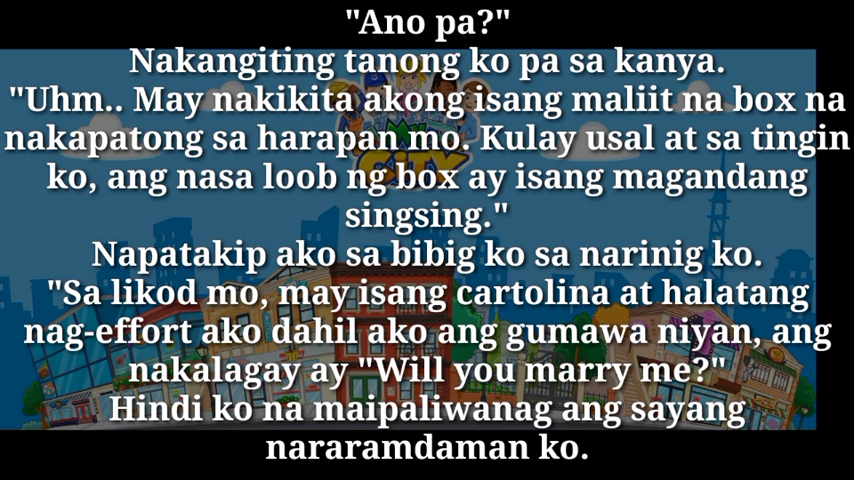 "Ano pa?"
Nakangiting tanong ko pa sa kanya.
"Uhm.. May nakikita akong isang maliit na box na
nakapatong sa harapan mo. Kulay usal at sa tingin
ko, ang nasa loob ng box ay isang magandang
singsing."
Napatakip ako sa bibig ko sa narinig ko.
"Sa likod mo, may isang cartolina at halatang
nag-effort ako dahil ako ang gumawa niyan, ang
nakalagay ay "Will you marry me?"
Hindi ko na maipaliwanag ang sayang
nararamdaman ko.
CITY